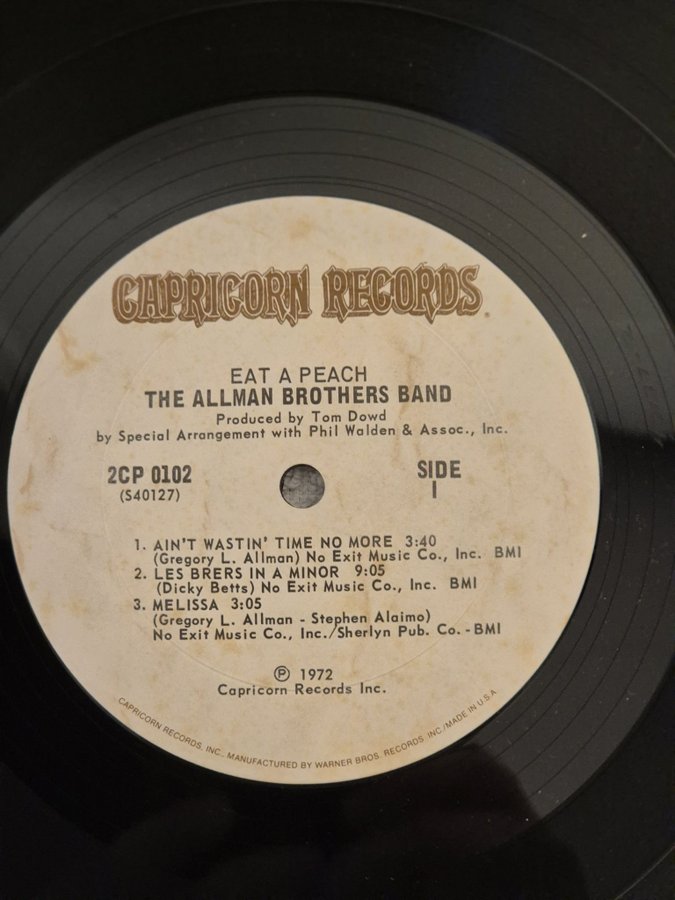 CAPRICORN RECORDS.
EAT A PEACH
THE ALLMAN BROTHERS BAND
Produced by Tom Dowd
by Special Arrangement with Phil Walden & Assoc., Inc.
2CP 0102 SIDE
(S40127) I
1. AIN'T WASTIN' TIME NO MORE 3:40
(Gregory L. Allman) No Exit Music Co., Inc. BMI
2. LES BRERS IN A MINOR 9:05
(Dicky Betts) No Exit Music Co., Inc. BMI
3. MELISSA 3:05
(Gregory L. Allman - Stephen Alaimo)
No Exit Music Co., Inc./Sherlyn Pub. Co. - BMI
℗ 1972
Capricorn Records Inc.
CAPRICORN RECORDS, INC., MANUFACTURED BY WARNER BROS. RECORDS, INC./MADE IN U.S.A